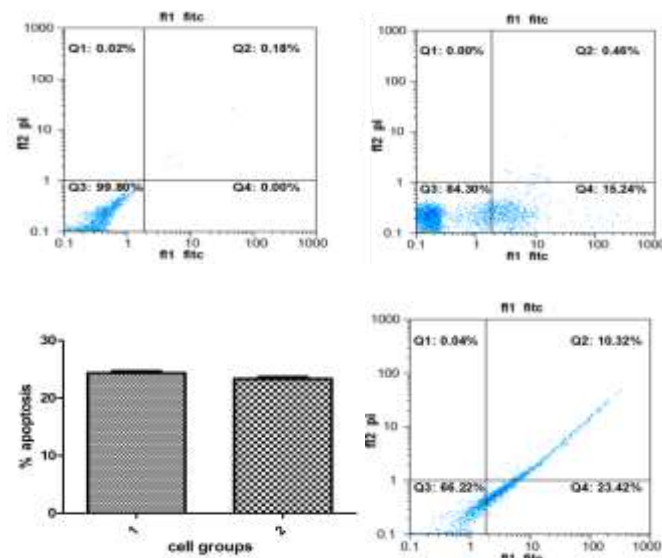 fl1 fitc
1000
Q1: 0.02%
Q2: 0.18%
100
fl2 pi
10
1
Q3: 99.80%
Q4: 0.00%
0.1
0.1 1 10 100 1000
fl1 fitc
fl1 fitc
1000
Q1: 0.00%
Q2: 0.46%
100
fl2 pi
10
1
Q3: 84.30%
Q4: 15.24%
0.1
0.1 1 10 100 1000
fl1 fitc
30
20
% apoptosis
10
0
1 2
cell groups
fl1 fitc
1000
Q1: 0.04%
Q2: 10.32%
100
fl2 pi
10
1
Q3: 66.22%
Q4: 23.42%
0.1
0.1 1 10 100 1000
fl1 fitc